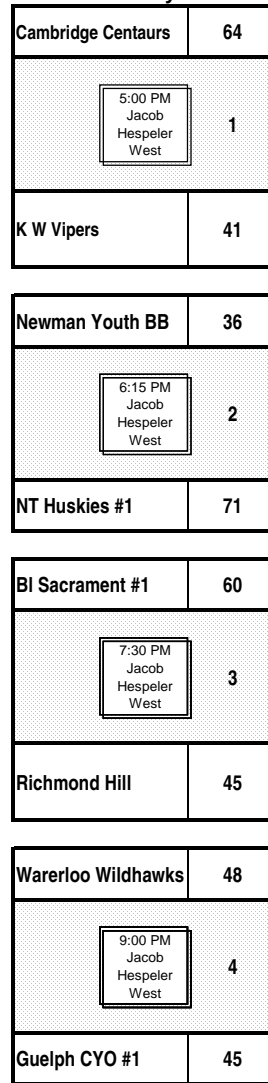 Cambridge Centaurs 64
5:00 PM
Jacob
Hespeler
West
1
K W Vipers 41
Newman Youth BB 36
6:15 PM
Jacob
Hespeler
West
2
NT Huskies #1 71
Bl Sacrament #1 60
7:30 PM
Jacob
Hespeler
West
3
Richmond Hill 45
Warerloo Wildhawks 48
9:00 PM
Jacob
Hespeler
West
4
Guelph CYO #1 45